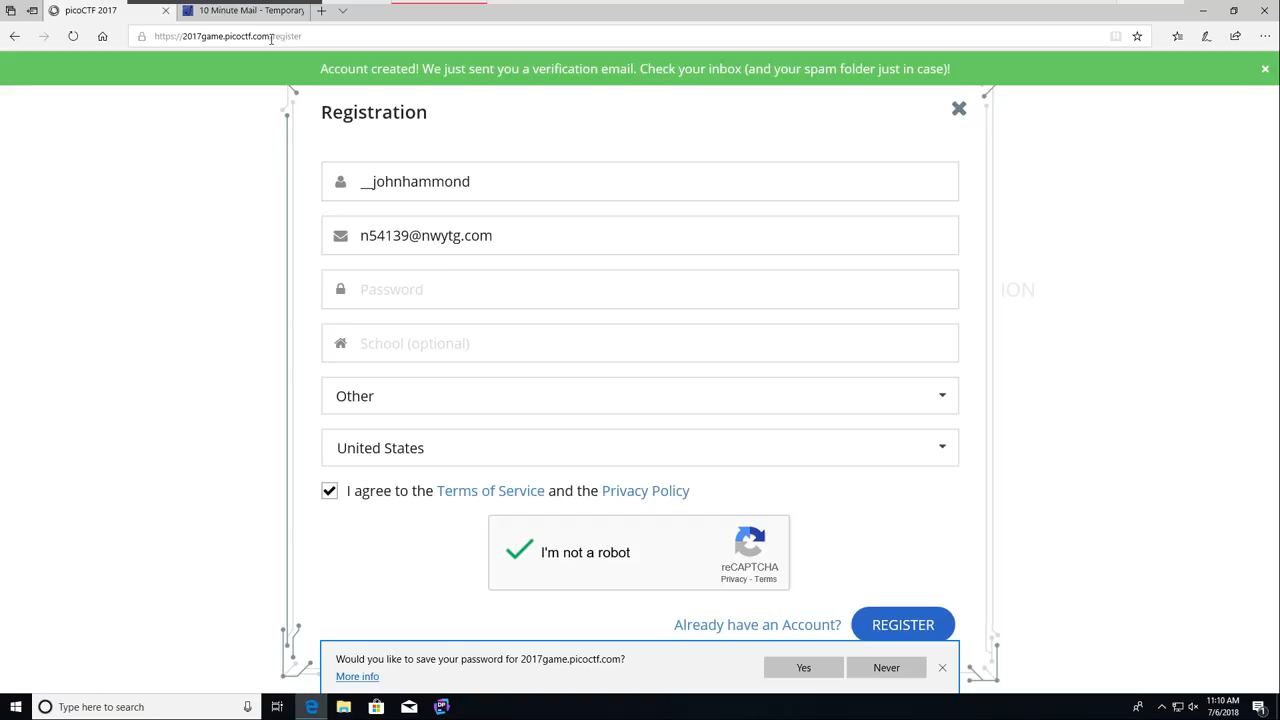 picoCTF 2017
10 Minute Mail - Temporary
https://2017game.picoctf.com/register
Account created! We just sent you a verification email. Check your inbox (and your spam folder just in case)!
Registration
__johnhammond
n54139@nwytg.com
Password
ION
School (optional)
Other
United States
I agree to the Terms of Service and the Privacy Policy
I'm not a robot
reCAPTCHA
Privacy - Terms
Already have an Account?
REGISTER
Would you like to save your password for 2017game.picoctf.com?
Yes
Never
More info
Type here to search
11:10 AM
7/6/2018